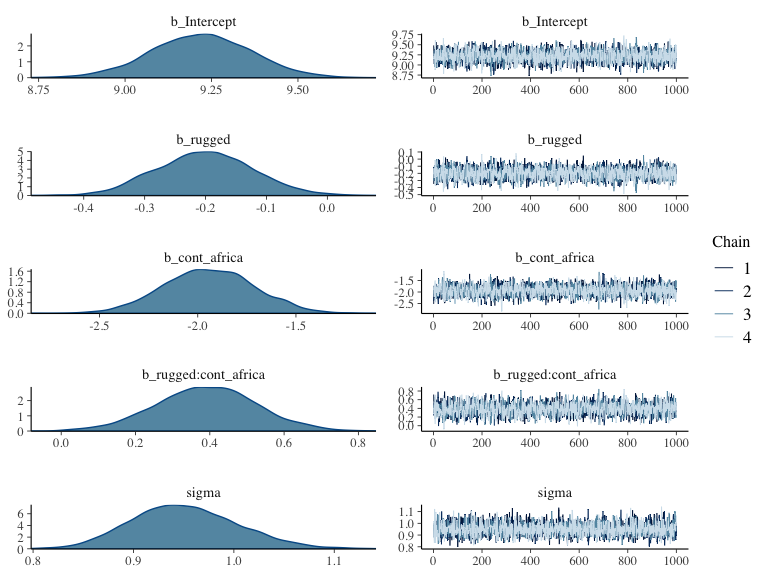 b_Intercept
2
1
0
8.75 9.00 9.25 9.50
b_Intercept
9.75
9.50
9.25
9.00
8.75
0 200 400 600 800 1000
b_rugged
5
4
3
2
1
0
-0.4 -0.3 -0.2 -0.1 0.0
b_rugged
0.1
0.0
-0.1
-0.2
-0.3
-0.4
-0.5
0 200 400 600 800 1000
b_cont_africa
1.6
1.2
0.8
0.4
0.0
-2.5 -2.0 -1.5
b_cont_africa
-1.5
-2.0
-2.5
0 200 400 600 800 1000
Chain
1
2
3
4
b_rugged:cont_africa
2
1
0
0.0 0.2 0.4 0.6 0.8
b_rugged:cont_africa
0.8
0.6
0.4
0.2
0.0
0 200 400 600 800 1000
sigma
6
4
2
0
0.8 0.9 1.0 1.1
sigma
1.1
1.0
0.9
0.8
0 200 400 600 800 1000